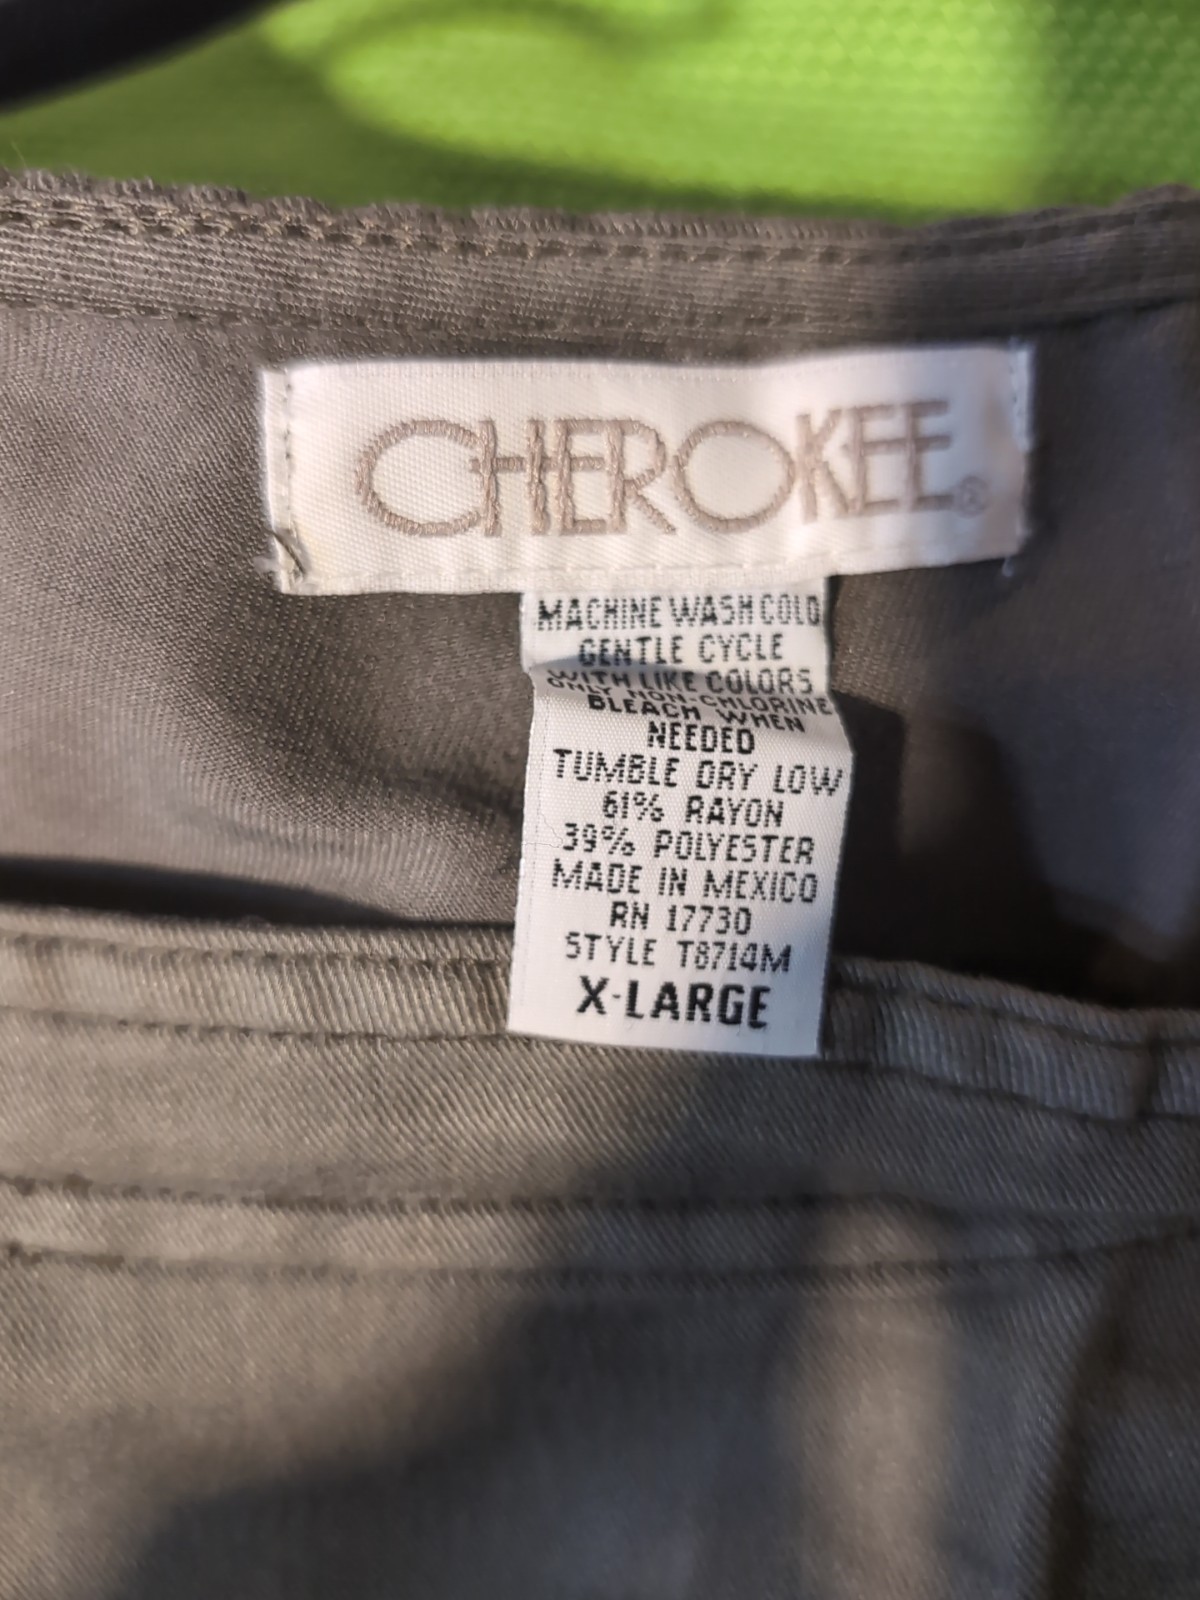 CHEROKEE®
MACHINE WASH COLD
GENTLE CYCLE
WITH LIKE COLORS
ONLY NON-CHLORINE
BLEACH WHEN
NEEDED
TUMBLE DRY LOW
61% RAYON
39% POLYESTER
MADE IN MEXICO
RN 17730
STYLE T8714M
X-LARGE